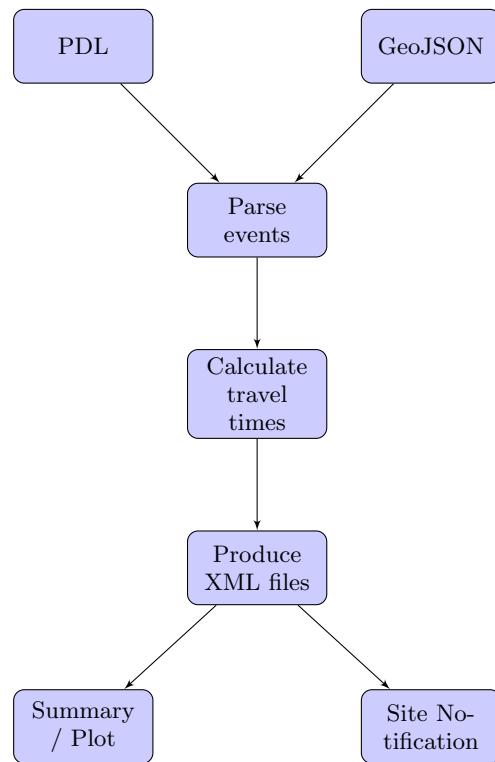 PDL
GeoJSON
Parse
events
Calculate
travel
times
Produce
XML files
Summary
/ Plot
Site No-
tification